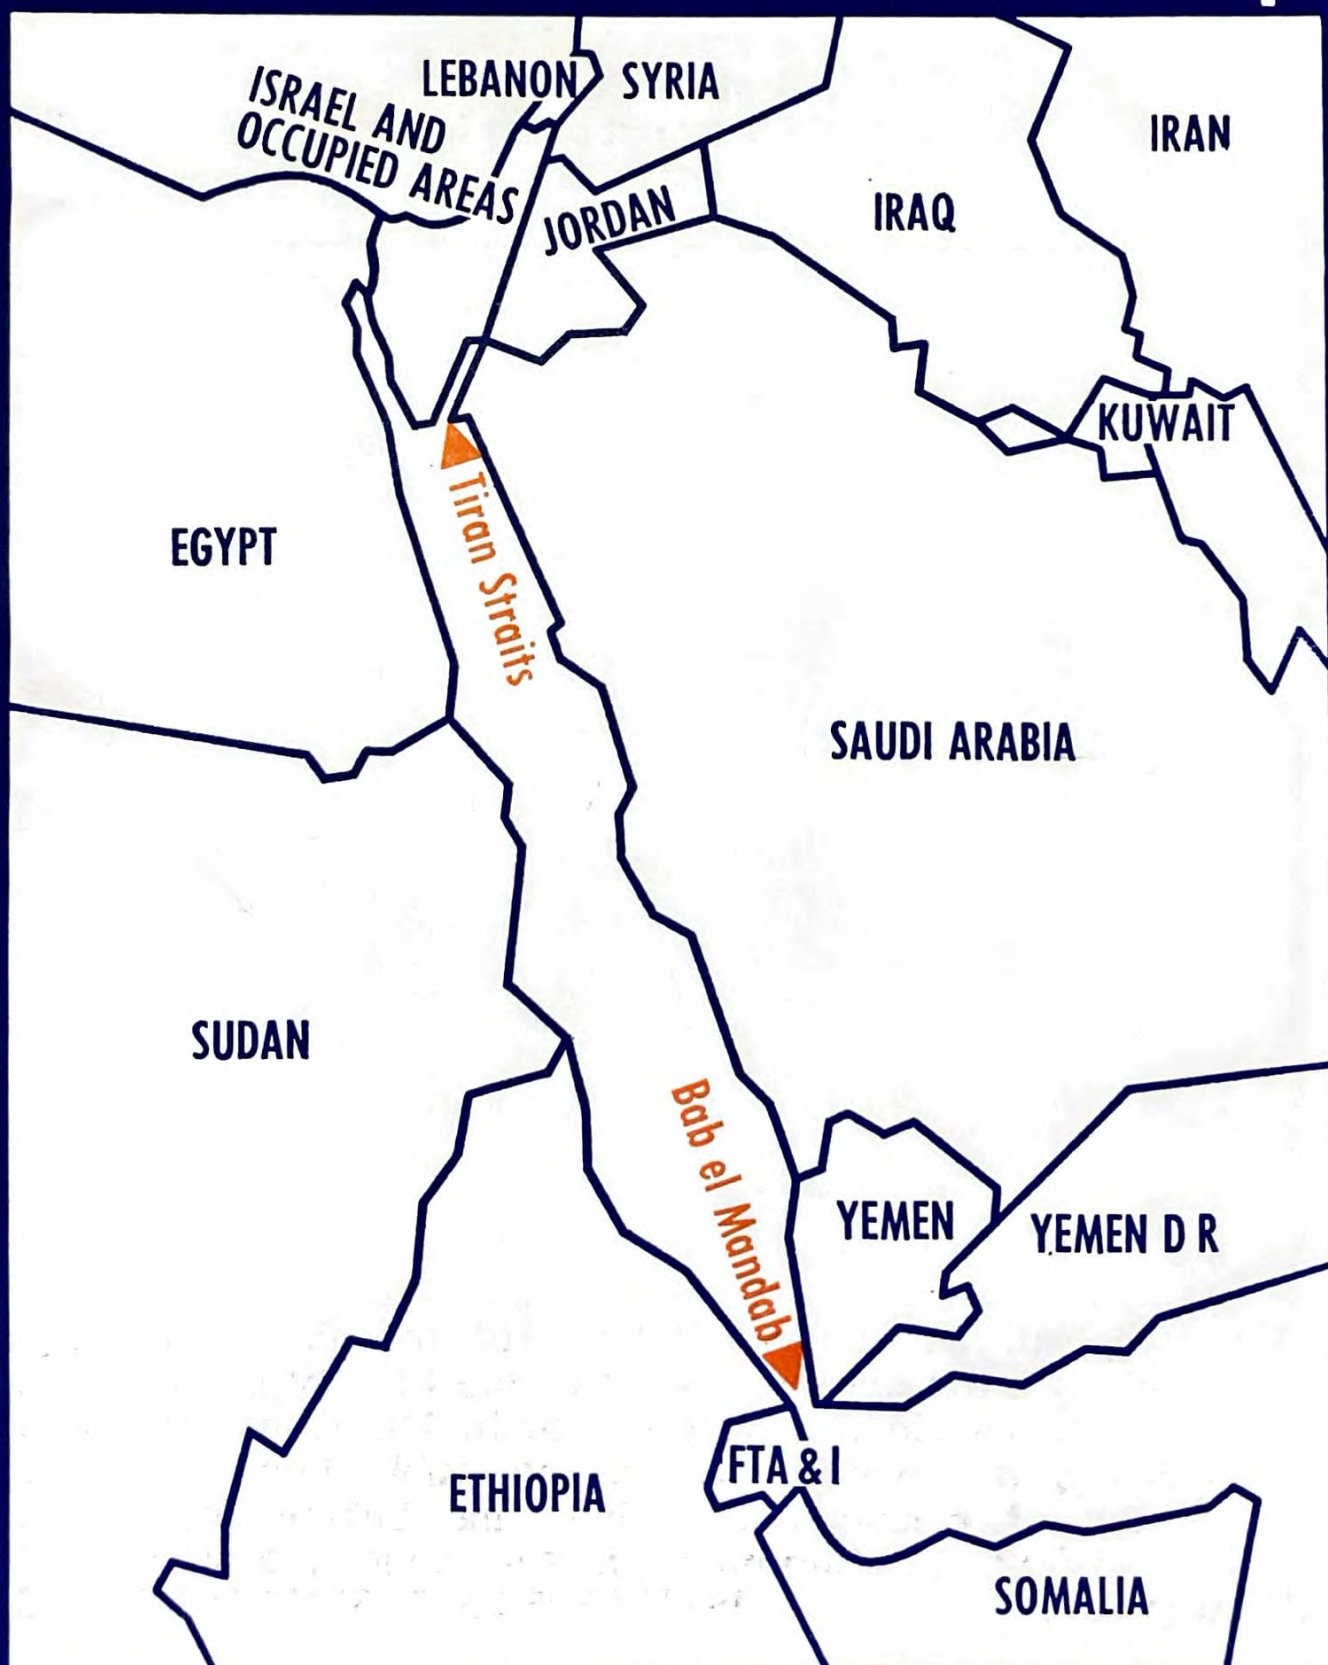 LEBANON
SYRIA
ISRAEL AND
OCCUPIED AREAS
IRAN
JORDAN
IRAQ
KUWAIT
EGYPT
Tiran Straits
SAUDI ARABIA
SUDAN
Bab el Mandab
YEMEN
YEMEN D R
FTA & I
ETHIOPIA
SOMALIA